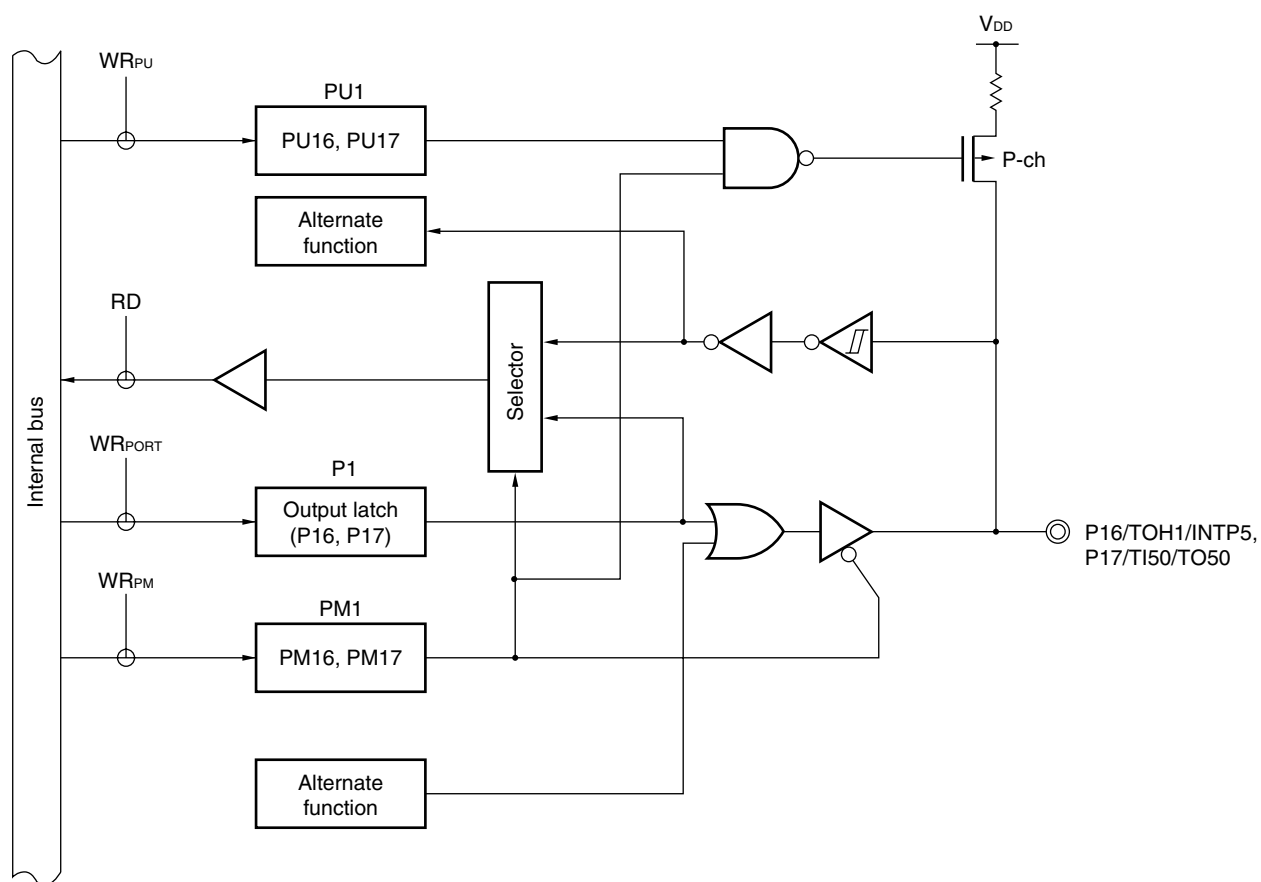 VDD
WRPU
PU1
PU16, PU17
P-ch
Alternate
function
RD
Selector
Internal bus
WRPORT
P1
Output latch
(P16, P17)
P16/TOH1/INTP5,
P17/TI50/TO50
WRPM
PM1
PM16, PM17
Alternate
function